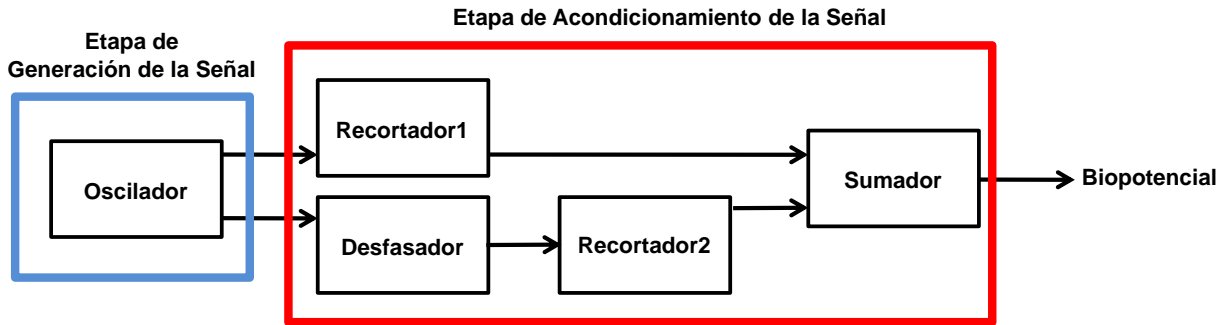 Etapa de Acondicionamiento de la Señal
Etapa de
Generación de la Señal
Recortador1
Oscilador
Sumador
Biopotencial
Desfasador
Recortador2